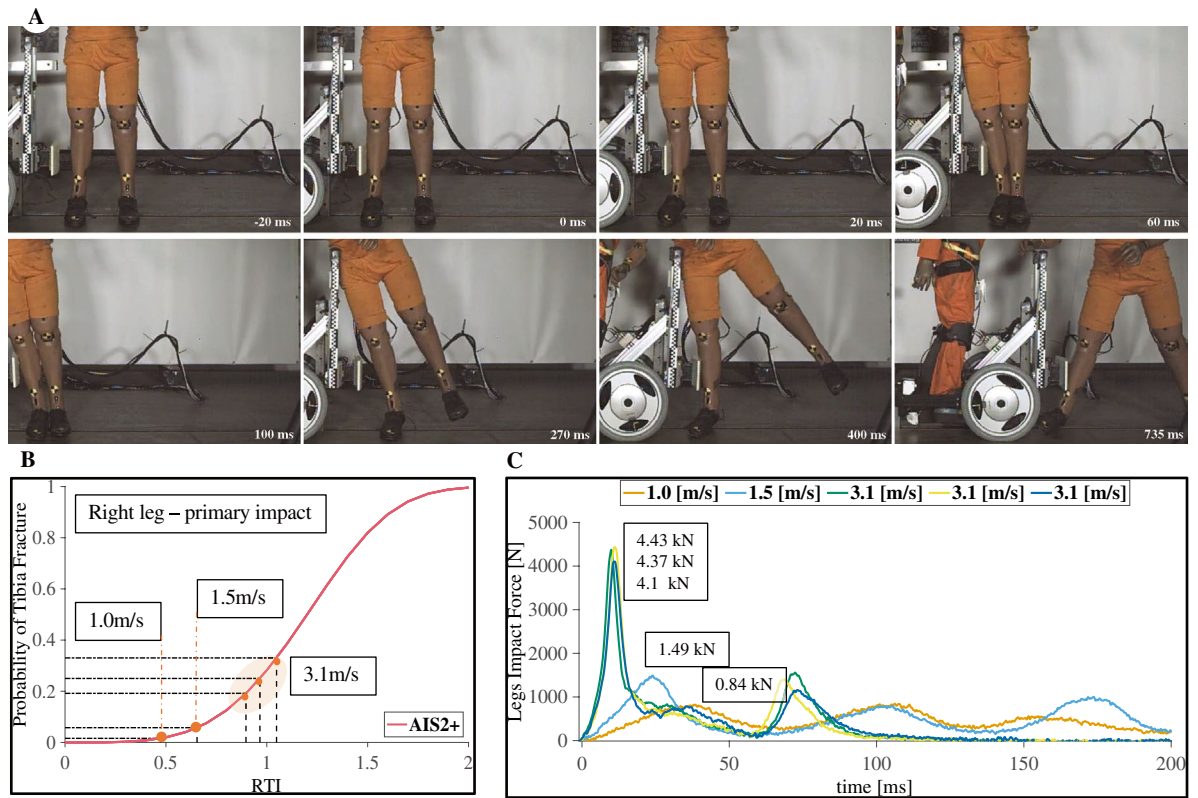 A
-20 ms
0 ms
20 ms
60 ms
100 ms
270 ms
400 ms
735 ms
B
Probability of Tibia Fracture
1
0.8
0.6
0.4
0.2
0
Right leg – primary impact
1.5m/s
1.0m/s
3.1m/s
AIS2+
0 0.5 1 1.5 2
RTI
C
1.0 [m/s] 1.5 [m/s] 3.1 [m/s] 3.1 [m/s] 3.1 [m/s]
Legs Impact Force [N]
5000
4000
3000
2000
1000
0
4.43 kN
4.37 kN
4.1 kN
1.49 kN
0.84 kN
0 50 100 150 200
time [ms]